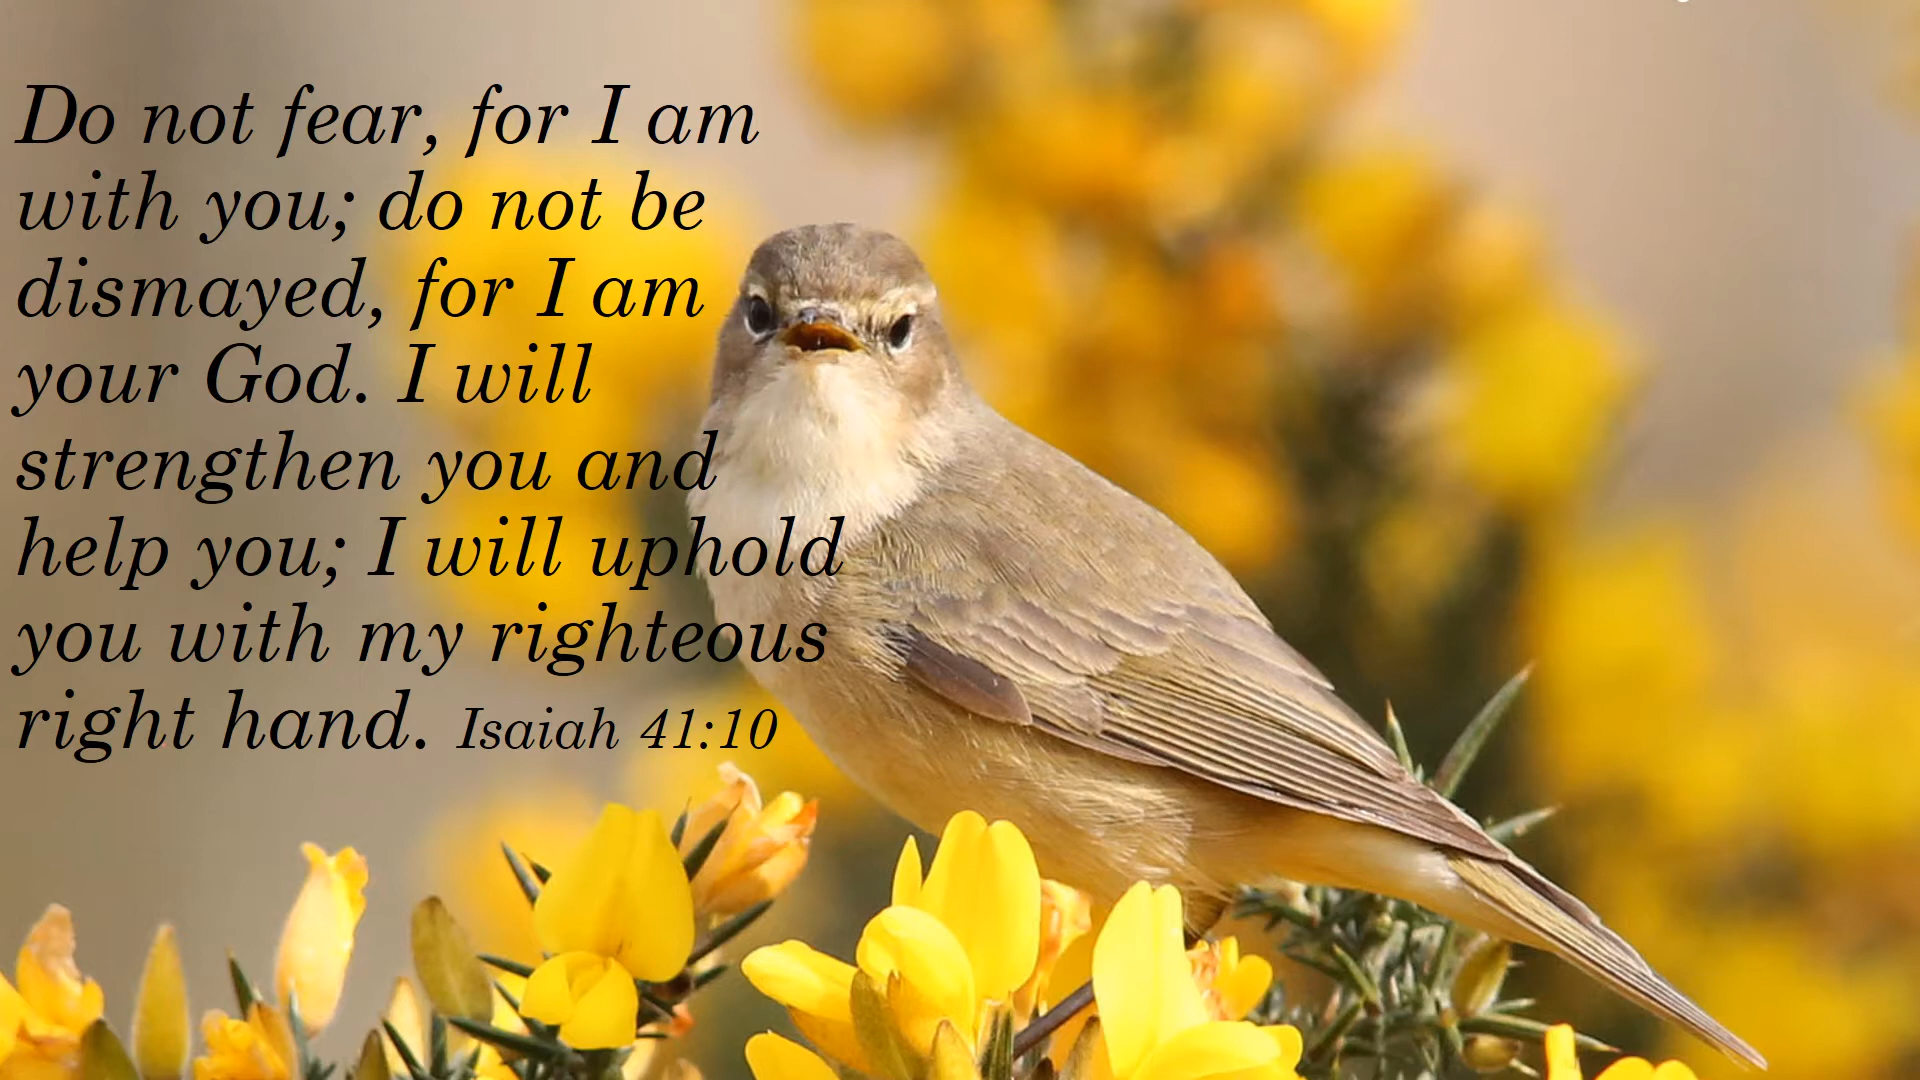 Do not fear, for I am
with you; do not be
dismayed, for I am
your God. I will
strengthen you and
help you; I will uphold
you with my righteous
right hand. Isaiah 41:10